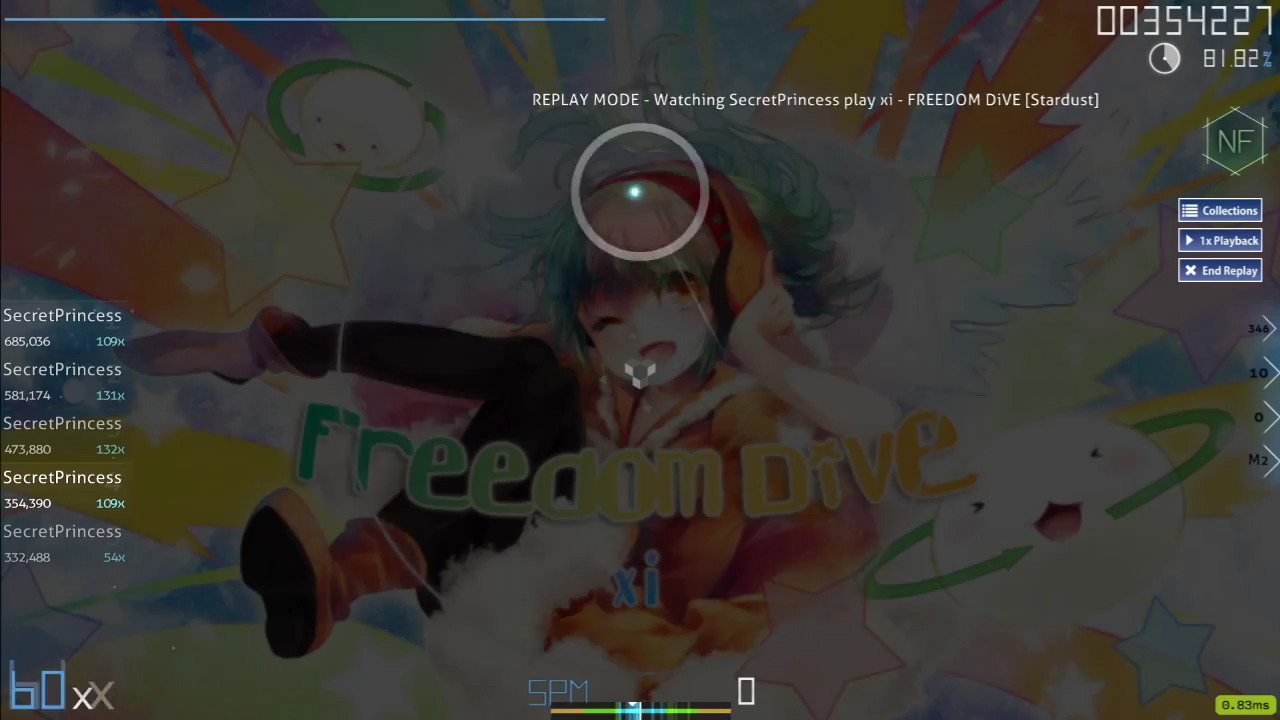 00354227
81.82%
REPLAY MODE - Watching SecretPrincess play xi - FREEDOM DiVE [Stardust]
NF
Collections
1x Playback
End Replay
SecretPrincess
685,036 109x
SecretPrincess
581,174 131x
SecretPrincess
473,880 132x
SecretPrincess
354,390 109x
SecretPrincess
332,488 54x
346
10
0
M2
Freedom Dive
xi
SPM 0
0.83ms